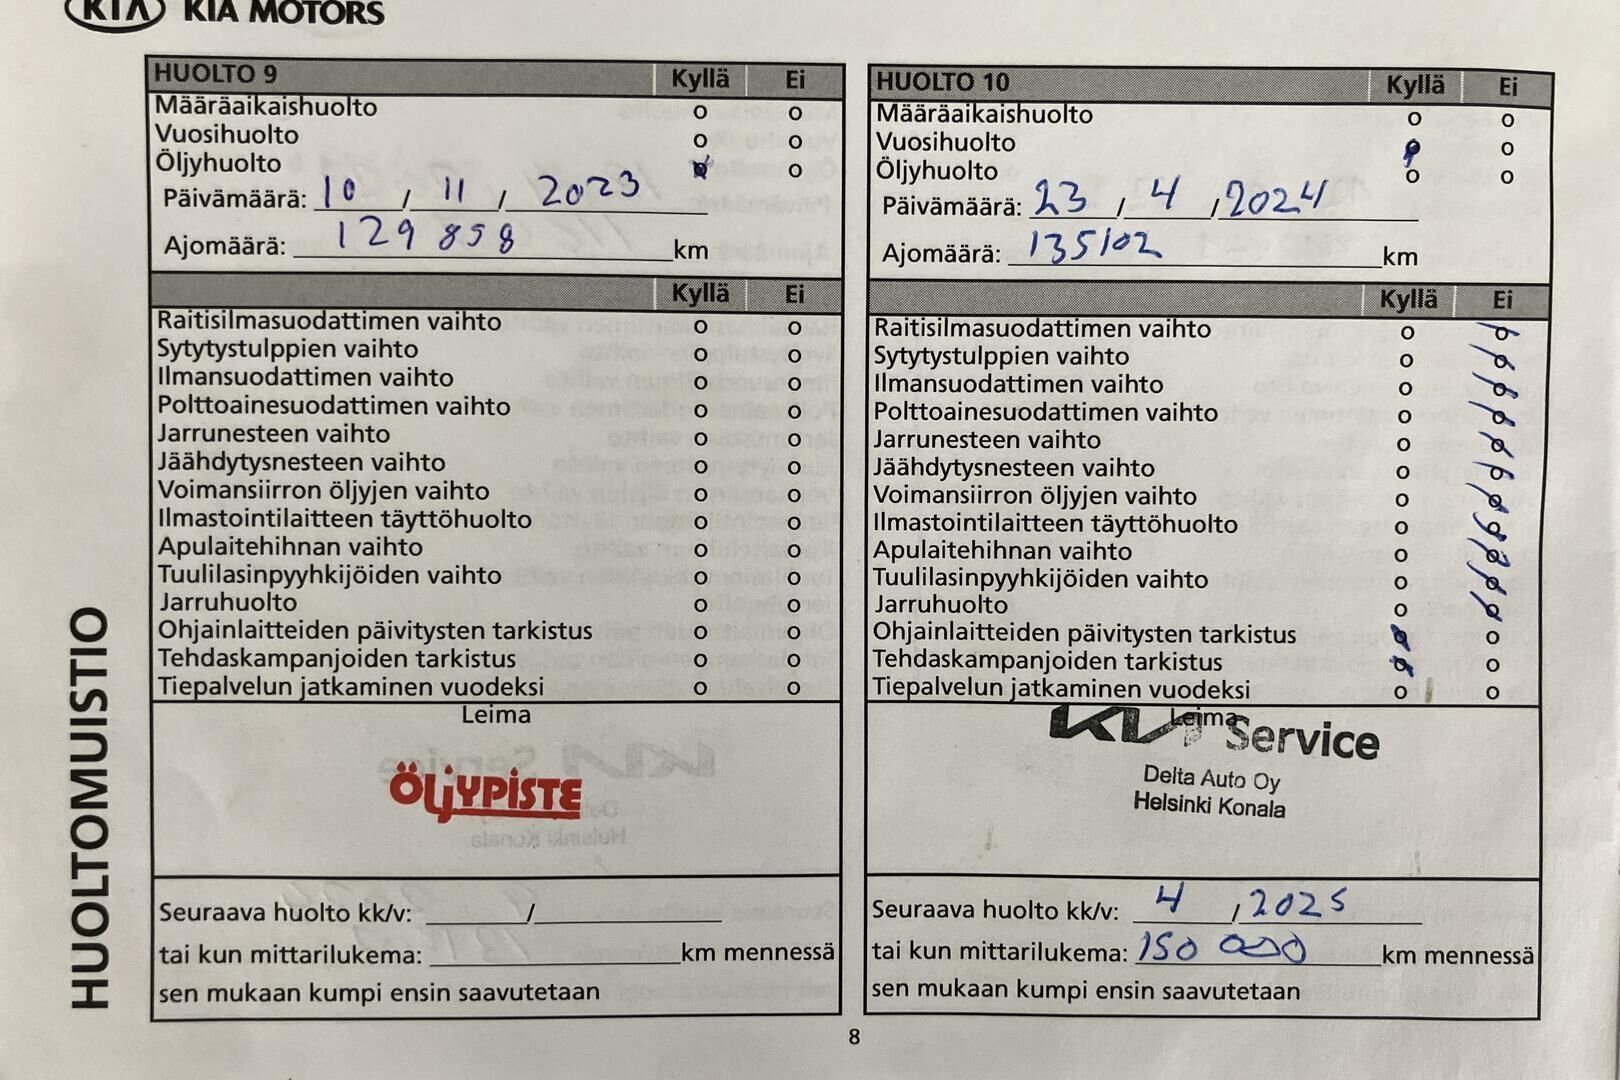 KIA KIA MOTORS
HUOLTOMUISTIO
HUOLTO 9 Kyllä Ei
Määräaikaishuolto o o
Vuosihuolto o o
Öljyhuolto o o
Päivämäärä: 10 / 11 / 2023
Ajomäärä: 129 858 km
Kyllä Ei
Raitisilmasuodattimen vaihto o o
Sytytystulppien vaihto o o
Ilmansuodattimen vaihto o o
Polttoainesuodattimen vaihto o o
Jarrunesteen vaihto o o
Jäähdytysnesteen vaihto o o
Voimansiirron öljyjen vaihto o o
Ilmastointilaitteen täyttöhuolto o o
Apulaitehihnan vaihto o o
Tuulilasinpyyhkijöiden vaihto o o
Jarruhuolto o o
Ohjainlaitteiden päivitysten tarkistus o o
Tehdaskampanjoiden tarkistus o o
Tiepalvelun jatkaminen vuodeksi o o
Leima
ÖLJYPISTE
Seuraava huolto kk/v: /
tai kun mittarilukema: km mennessä
sen mukaan kumpi ensin saavutetaan
HUOLTO 10 Kyllä Ei
Määräaikaishuolto o o
Vuosihuolto o o
Öljyhuolto o o
Päivämäärä: 23 / 4 / 2024
Ajomäärä: 135102 km
Kyllä Ei
Raitisilmasuodattimen vaihto o o
Sytytystulppien vaihto o o
Ilmansuodattimen vaihto o o
Polttoainesuodattimen vaihto o o
Jarrunesteen vaihto o o
Jäähdytysnesteen vaihto o o
Voimansiirron öljyjen vaihto o o
Ilmastointilaitteen täyttöhuolto o o
Apulaitehihnan vaihto o o
Tuulilasinpyyhkijöiden vaihto o o
Jarruhuolto o o
Ohjainlaitteiden päivitysten tarkistus o o
Tehdaskampanjoiden tarkistus o o
Tiepalvelun jatkaminen vuodeksi o o
Leima
KIA Service
Delta Auto Oy
Helsinki Konala
Seuraava huolto kk/v: 4 / 2025
tai kun mittarilukema: 150 000 km mennessä
sen mukaan kumpi ensin saavutetaan
8